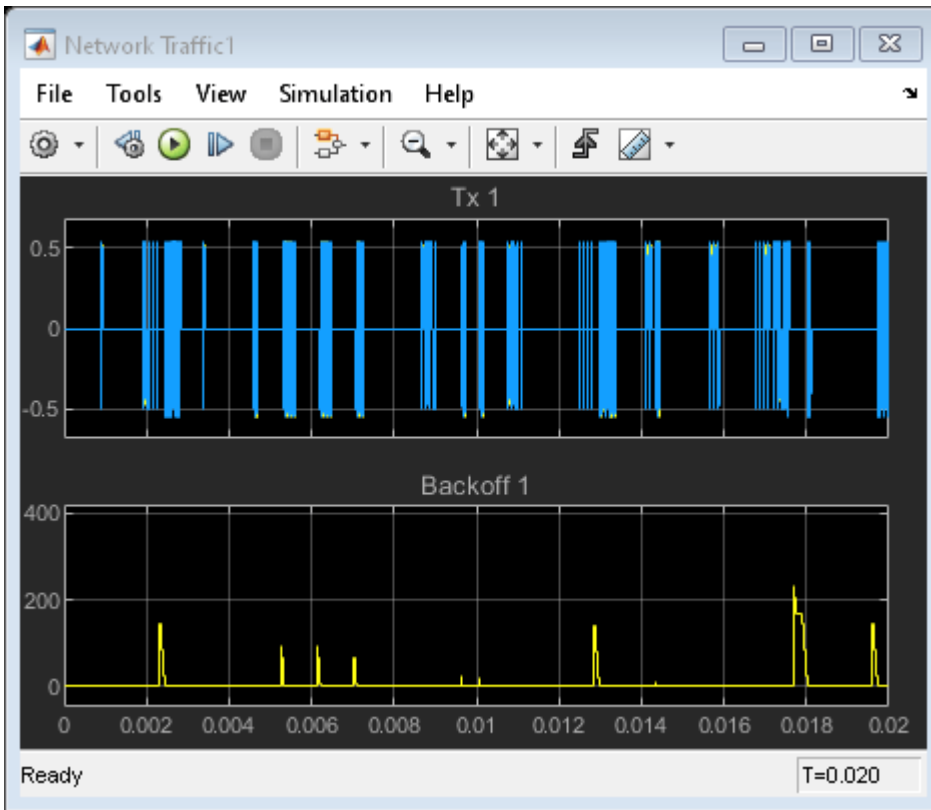 Network Traffic1
File Tools View Simulation Help
Tx 1
0.5
0
-0.5
Backoff 1
400
200
0
0 0.002 0.004 0.006 0.008 0.01 0.012 0.014 0.016 0.018 0.02
Ready T=0.020